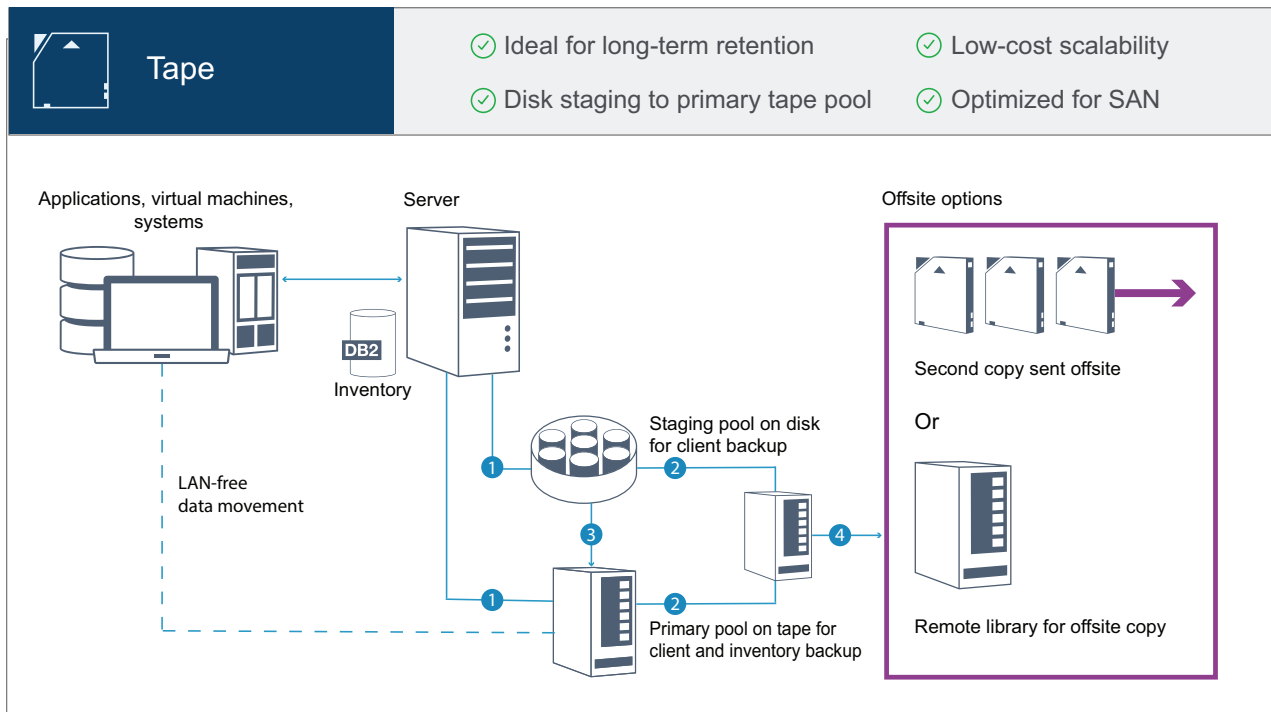 Tape
Ideal for long-term retention
Low-cost scalability
Disk staging to primary tape pool
Optimized for SAN
Applications, virtual machines,
systems
Server
Offsite options
DB2
Inventory
Second copy sent offsite
Staging pool on disk
for client backup
Or
1
2
LAN-free
data movement
3
4
1
2
Primary pool on tape for
client and inventory backup
Remote library for offsite copy